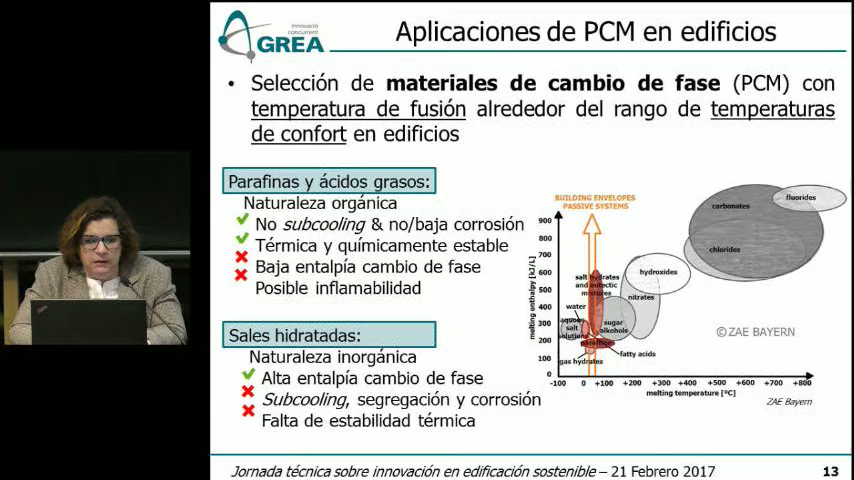 innovació
concurrent
GREA
Aplicaciones de PCM en edificios
• Selección de materiales de cambio de fase (PCM) con
temperatura de fusión alrededor del rango de temperaturas
de confort en edificios
Parafinas y ácidos grasos:
Naturaleza orgánica
No subcooling & no/baja corrosión
Térmica y químicamente estable
Baja entalpía cambio de fase
Posible inflamabilidad
Sales hidratadas:
Naturaleza inorgánica
Alta entalpía cambio de fase
Subcooling, segregación y corrosión
Falta de estabilidad térmica
BUILDING ENVELOPES
PASSIVE SYSTEMS
melting enthalpy [kJ/L]
900
800
700
600
500
400
300
200
100
0
fluorides
carbonates
chlorides
hydroxides
salt hydrates
and eutectic
mixtures
nitrates
water
salt
solutions
sugar
alcohols
paraffines
fatty acids
gas hydrates
©ZAE BAYERN
-100 0 +100 +200 +300 +400 +500 +600 +700 +800
melting temperature [ºC]
ZAE Bayern
Jornada técnica sobre innovación en edificación sostenible – 21 Febrero 2017
13